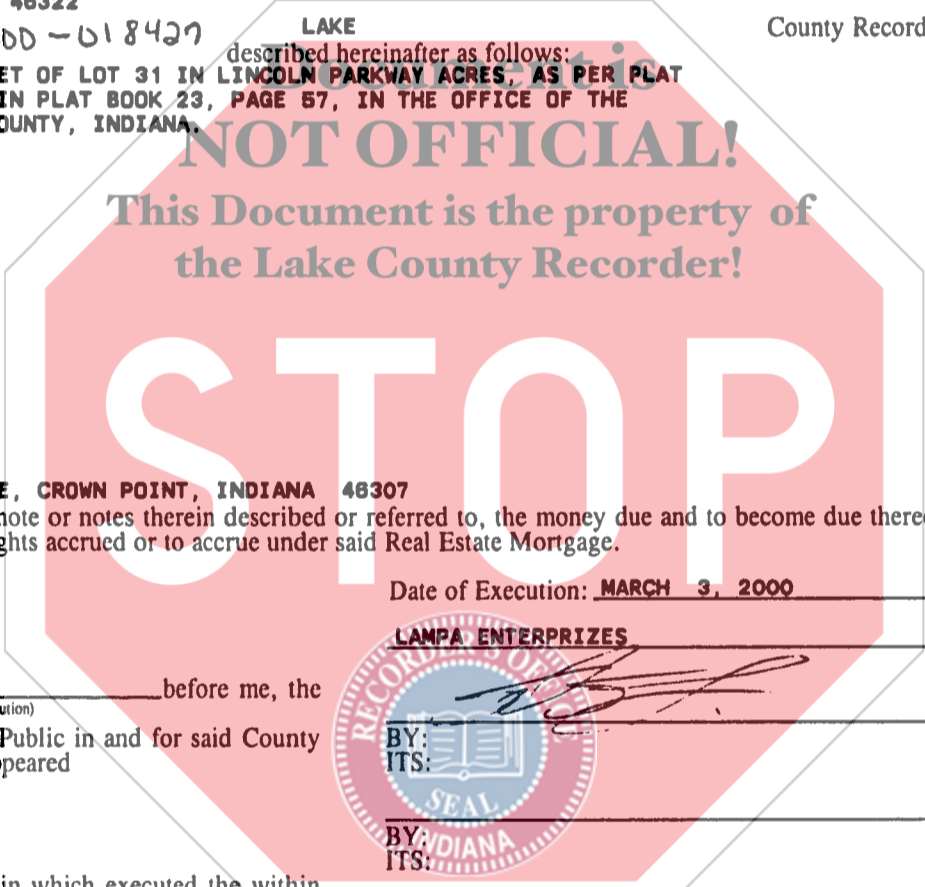 46322
00-018427 LAKE County Record
described hereinafter as follows:
ET OF LOT 31 IN LINCOLN PARKWAY ACRES, AS PER PLAT
IN PLAT BOOK 23, PAGE 57, IN THE OFFICE OF THE
OUNTY, INDIANA.
Document is
NOT OFFICIAL!
This Document is the property of
the Lake County Recorder!
STOP
E, CROWN POINT, INDIANA 46307
note or notes therein described or referred to, the money due and to become due there
ghts accrued or to accrue under said Real Estate Mortgage.
Date of Execution: MARCH 3, 2000
LAMPA ENTERPRIZES
before me, the
ution)
Public in and for said County
peared
BY:
ITS:
RECORDER'S OFFICE
SEAL
INDIANA
BY:
ITS:
in which executed the within